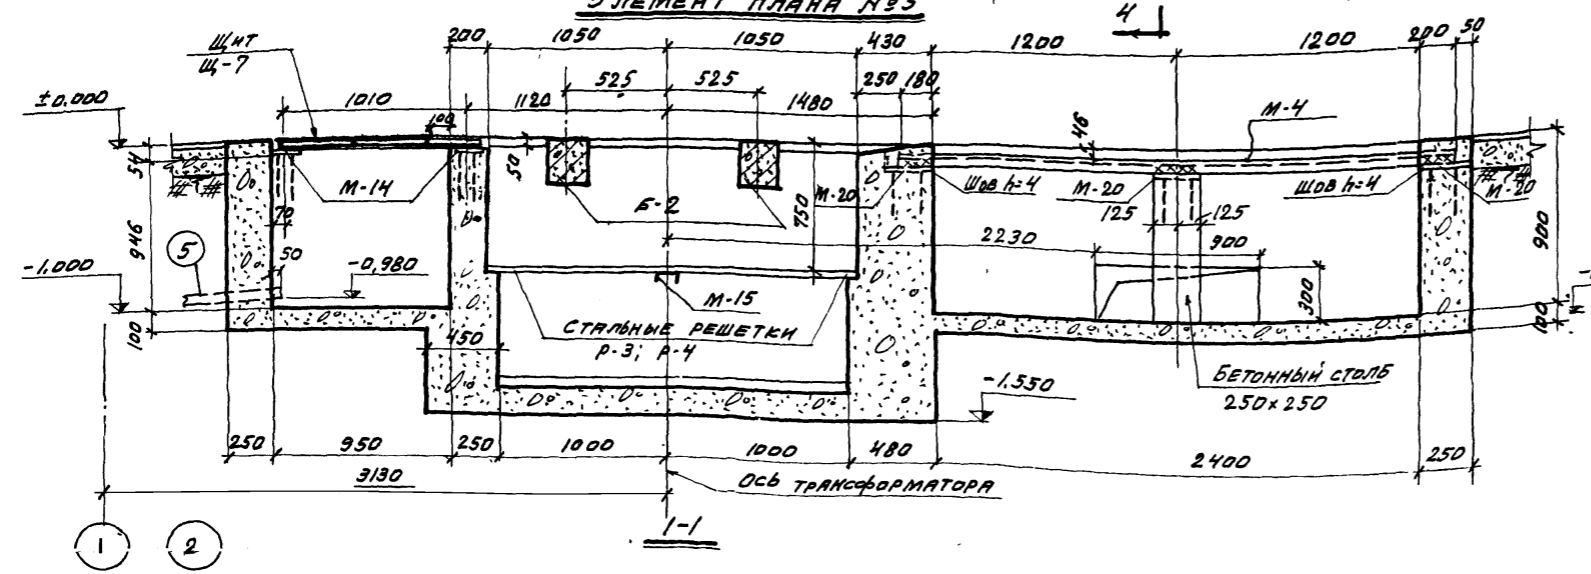 ЭЛЕМЕНТ ПЛАНА №3
4
200 1050 1050 430 1200 1200 200 50
Щит
Щ-7
525 525 250 180
±0.000
1010 1120 1480
100
М-4
46
54
50
М-14
Б-2
750
М-20
Шов h=4
М-20
Шов h=4
М-20
125 125
70
946
5
50
2230
900
900
-1.000
-0,980
М-15
300
100
СТАЛЬНЫЕ РЕШЕТКИ
Р-3; Р-4
450
100
БЕТОННЫЙ СТОЛБ
250х250
-1.550
250 950 250 1000 1000 480 2400 250
3130
ОСЬ ТРАНСФОРМАТОРА
1-1
1 2